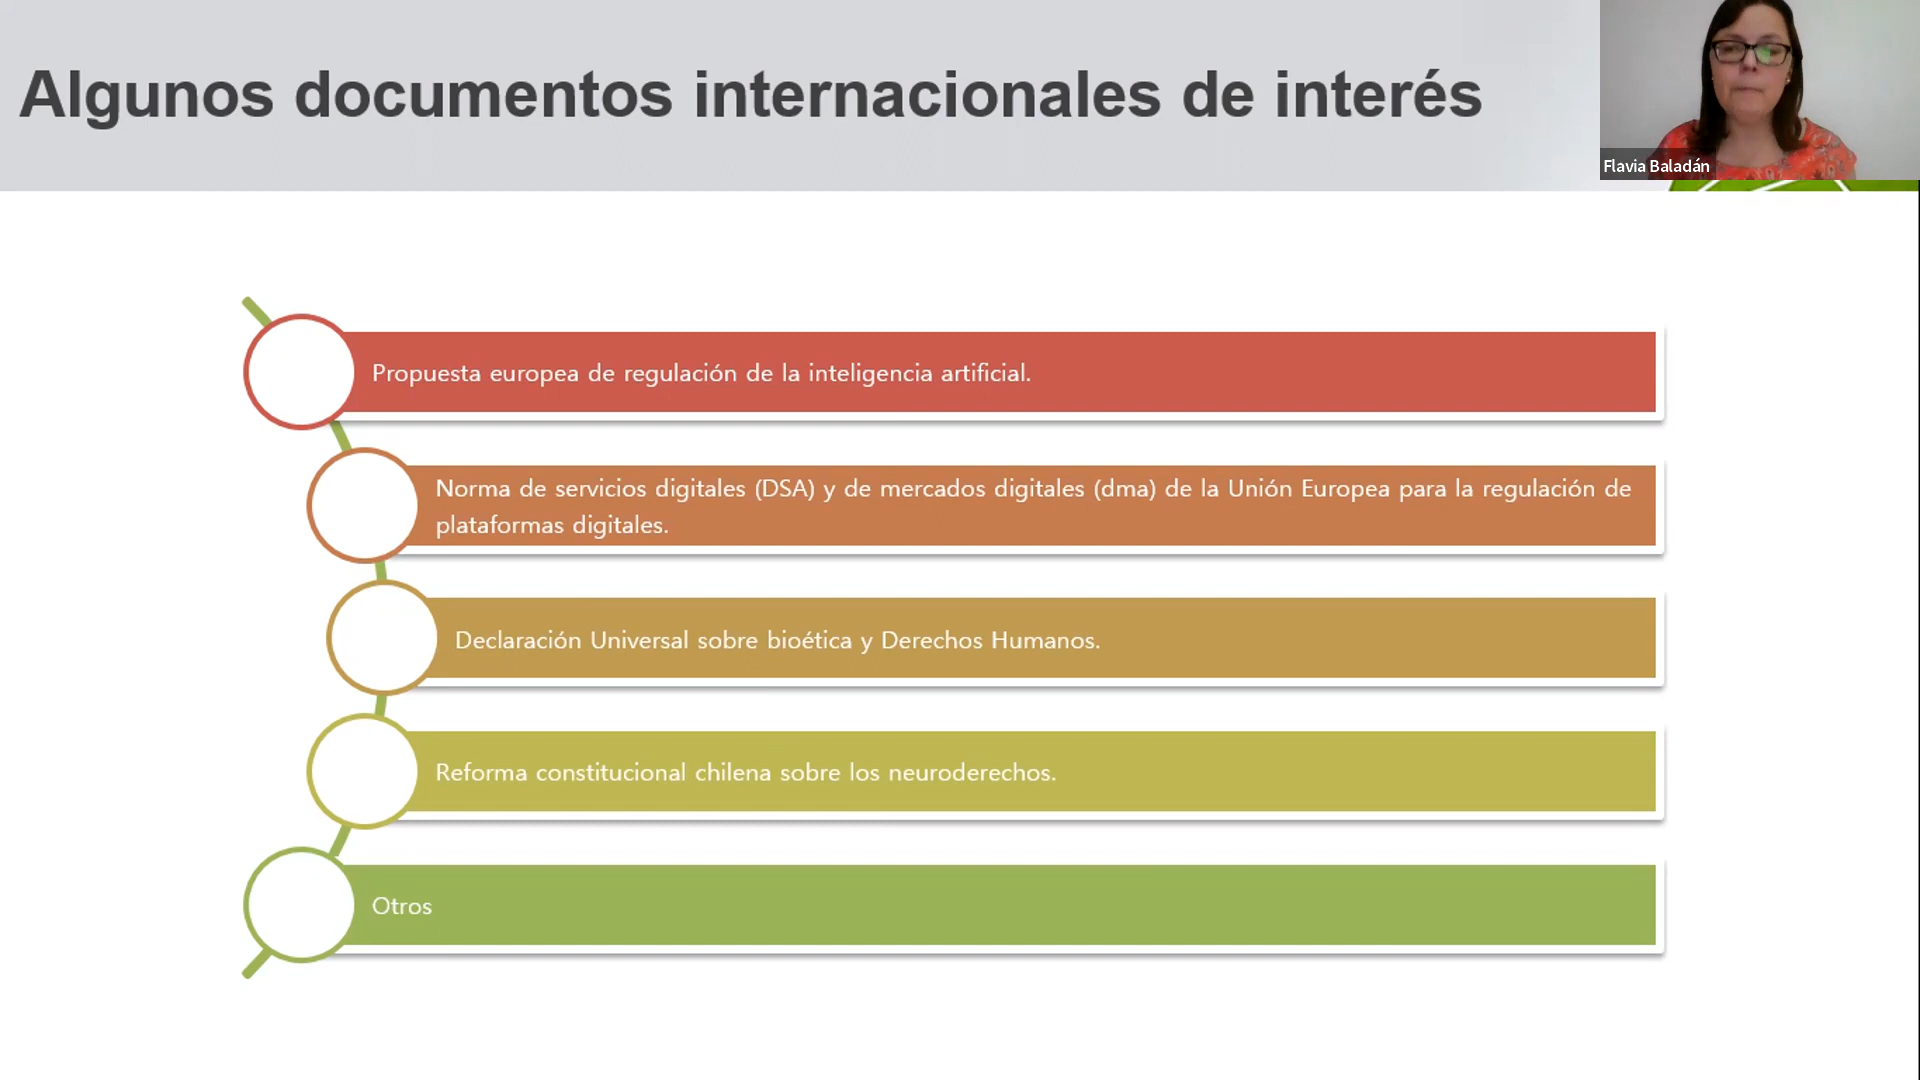 Algunos documentos internacionales de interés
Flavia Baladán
Propuesta europea de regulación de la inteligencia artificial.
Norma de servicios digitales (DSA) y de mercados digitales (dma) de la Unión Europea para la regulación de
plataformas digitales.
Declaración Universal sobre bioética y Derechos Humanos.
Reforma constitucional chilena sobre los neuroderechos.
Otros